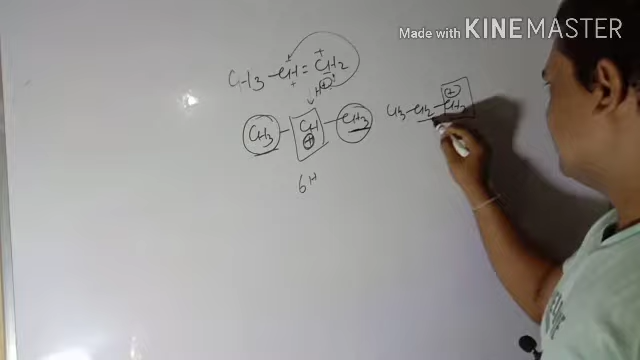 Made with KINEMASTER
CH3 - CH = CH2
H⊕
CH3 - CH - CH3
⊕
6H
⊕
CH3 - CH2 - CH2